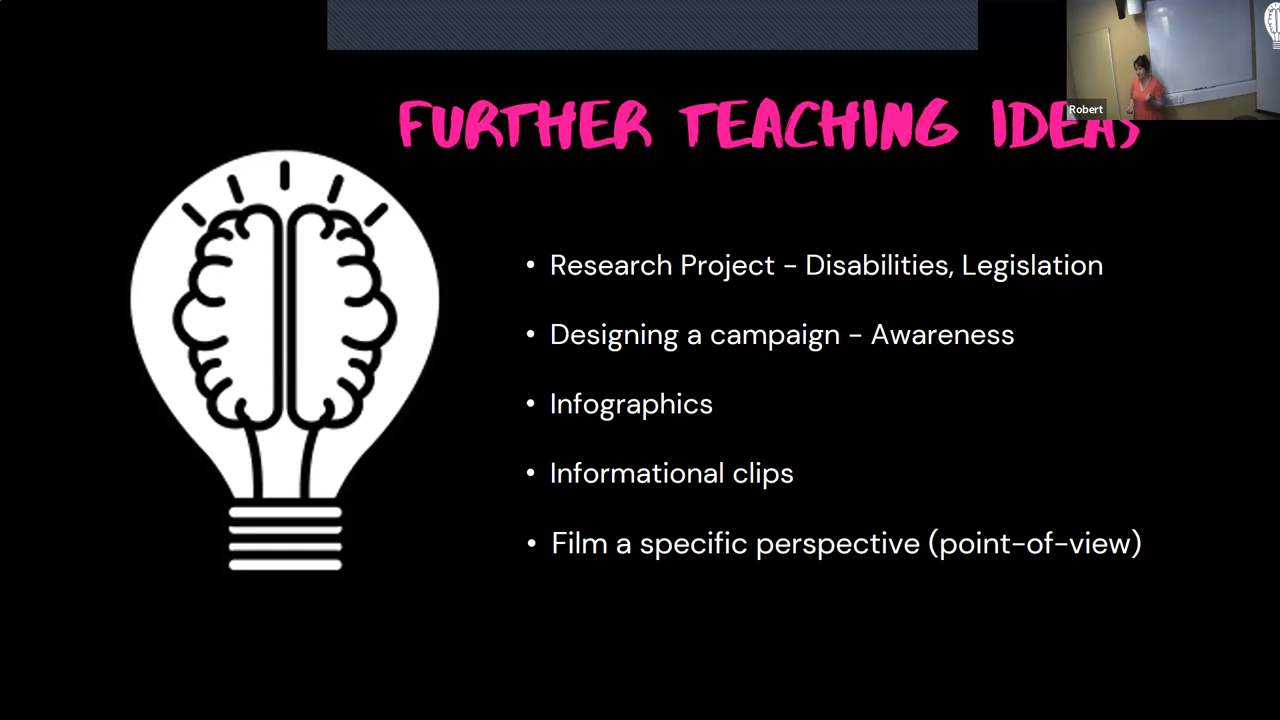 Robert
FURTHER TEACHING IDEAS
• Research Project - Disabilities, Legislation
• Designing a campaign - Awareness
• Infographics
• Informational clips
• Film a specific perspective (point-of-view)